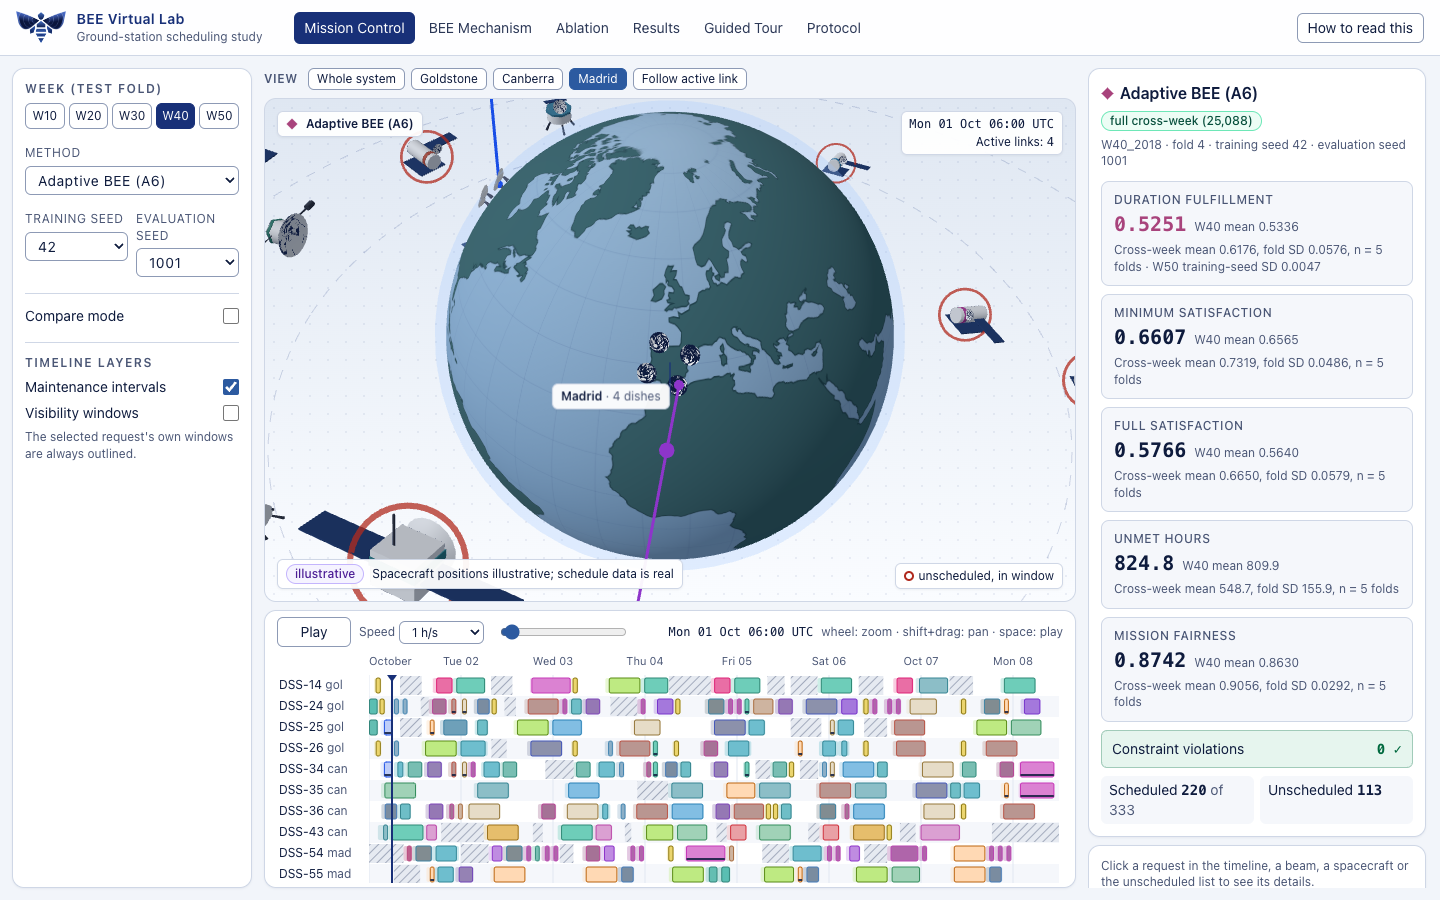 BEE Virtual Lab
Ground-station scheduling study
Mission Control
BEE Mechanism
Ablation
Results
Guided Tour
Protocol
How to read this
WEEK (TEST FOLD)
W10
W20
W30
W40
W50
METHOD
Adaptive BEE (A6)
TRAINING SEED
42
EVALUATION
SEED
1001
Compare mode
TIMELINE LAYERS
Maintenance intervals
Visibility windows
The selected request's own windows
are always outlined.
VIEW
Whole system
Goldstone
Canberra
Madrid
Follow active link
Adaptive BEE (A6)
Mon 01 Oct 06:00 UTC
Active links: 4
Madrid · 4 dishes
illustrative Spacecraft positions illustrative; schedule data is real
unscheduled, in window
Play
Speed
1 h/s
Mon 01 Oct 06:00 UTC
wheel: zoom · shift+drag: pan · space: play
October
Tue 02
Wed 03
Thu 04
Fri 05
Sat 06
Oct 07
Mon 08
DSS-14 gol
DSS-24 gol
DSS-25 gol
DSS-26 gol
DSS-34 can
DSS-35 can
DSS-36 can
DSS-43 can
DSS-54 mad
DSS-55 mad
Adaptive BEE (A6)
full cross-week (25,088)
W40_2018 · fold 4 · training seed 42 · evaluation seed
1001
DURATION FULFILLMENT
0.5251 W40 mean 0.5336
Cross-week mean 0.6176, fold SD 0.0576, n = 5
folds · W50 training-seed SD 0.0047
MINIMUM SATISFACTION
0.6607 W40 mean 0.6565
Cross-week mean 0.7319, fold SD 0.0486, n = 5
folds
FULL SATISFACTION
0.5766 W40 mean 0.5640
Cross-week mean 0.6650, fold SD 0.0579, n = 5
folds
UNMET HOURS
824.8 W40 mean 809.9
Cross-week mean 548.7, fold SD 155.9, n = 5 folds
MISSION FAIRNESS
0.8742 W40 mean 0.8630
Cross-week mean 0.9056, fold SD 0.0292, n = 5
folds
Constraint violations 0 ✓
Scheduled 220 of
333
Unscheduled 113
Click a request in the timeline, a beam, a spacecraft or
the unscheduled list to see its details.